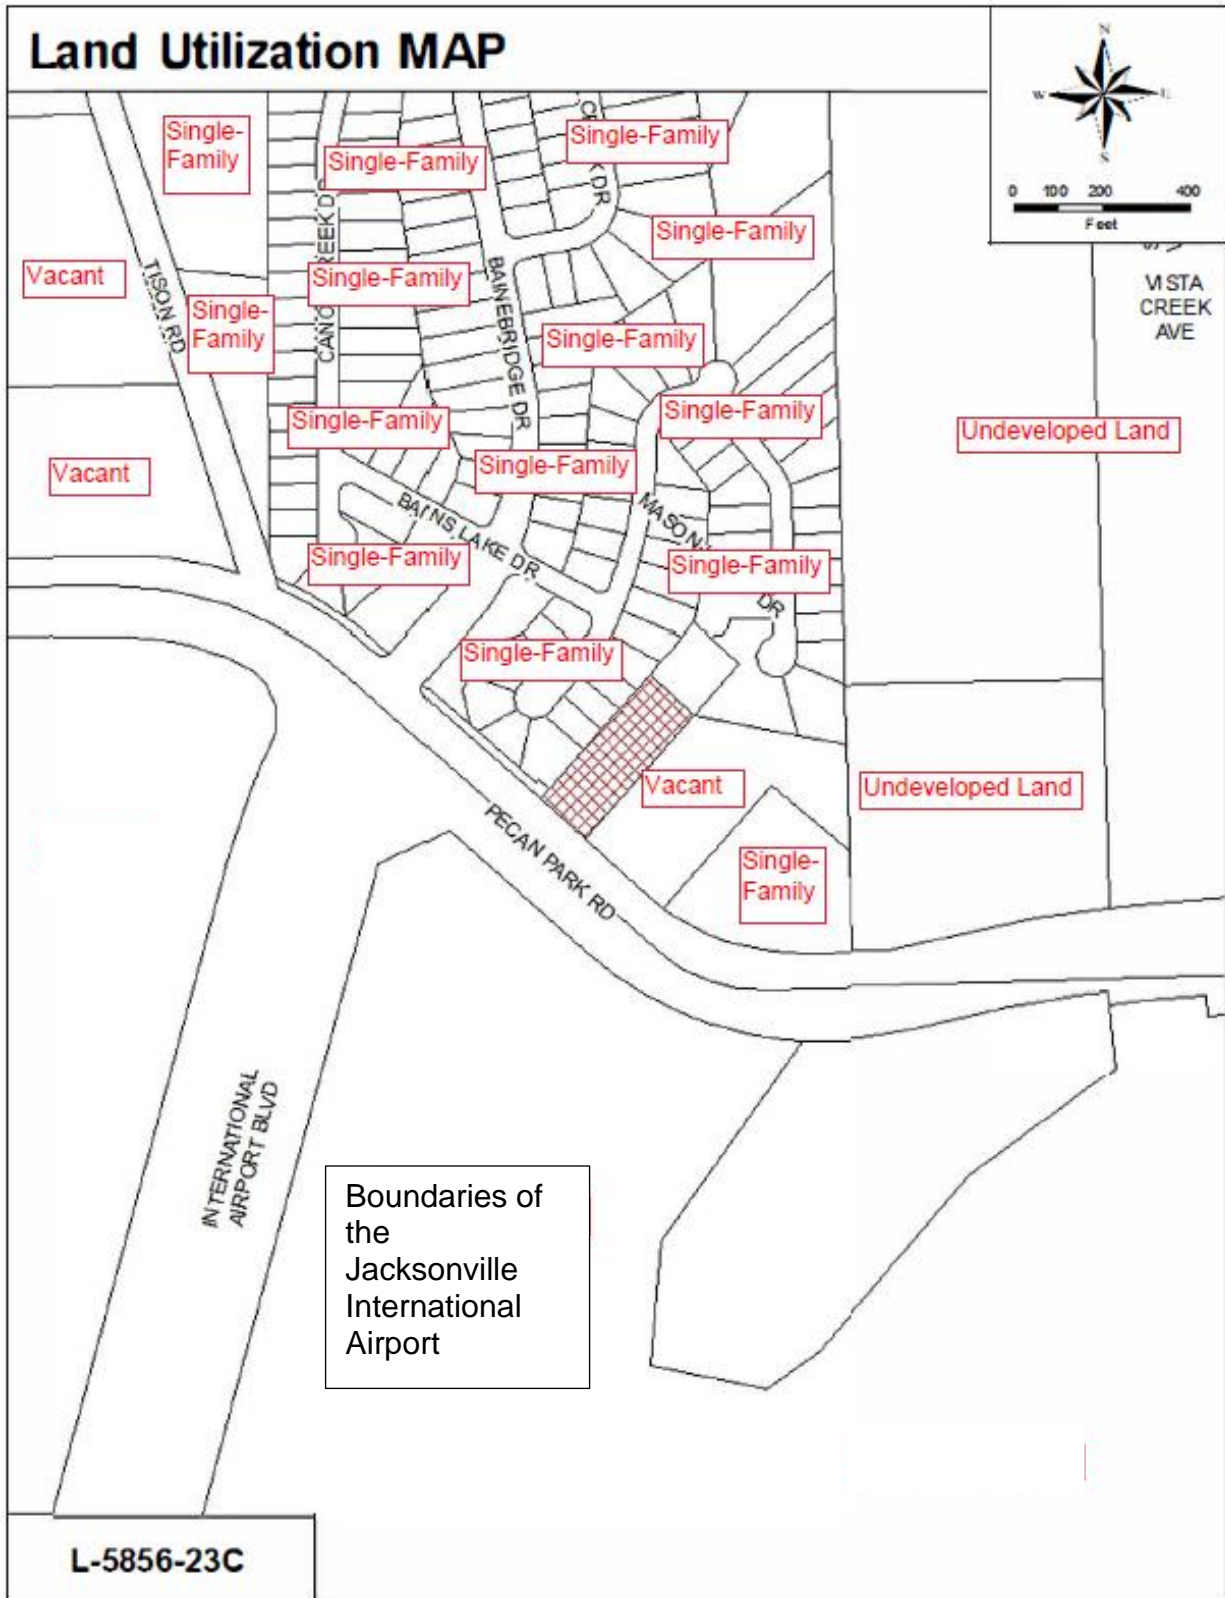 Land Utilization MAP
N
W
E
S
0 100 200 400
Feet
Single-
Family
Single-Family
Single-Family
Single-Family
Vacant
TISON RD
Single-Family
BAINEBRIDGE DR
VISTA
CREEK
AVE
Single-
Family
Single-Family
Single-Family
Single-Family
Undeveloped Land
Vacant
Single-Family
BAINS LAKE DR
Single-Family
Single-Family
DR
Single-Family
Vacant
Undeveloped Land
PECAN PARK RD
Single-
Family
INTERNATIONAL
AIRPORT BLVD
Boundaries of
the
Jacksonville
International
Airport
L-5856-23C